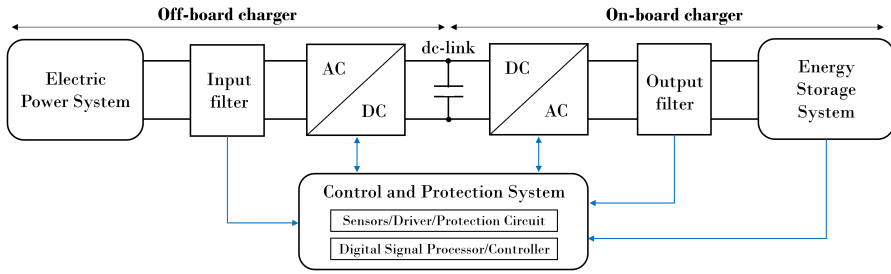 Off-board charger
On-board charger
dc-link
Electric
Power System
Input
filter
AC
DC
DC
AC
Output
filter
Energy
Storage
System
Control and Protection System
Sensors/Driver/Protection Circuit
Digital Signal Processor/Controller